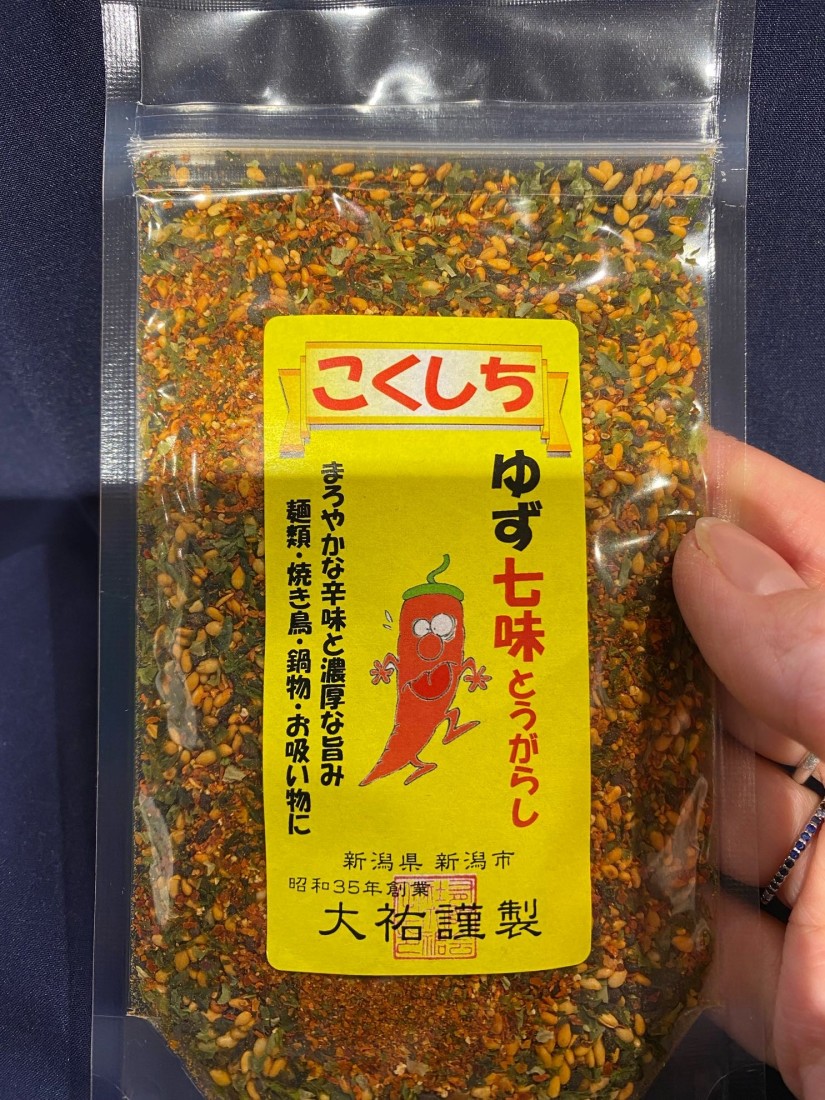 こくしち
ゆず七味とうがらし
まろやかな辛味と濃厚な旨み
麺類・焼き鳥・鍋物・お吸い物に
新潟県 新潟市
昭和35年創業
大祐謹製